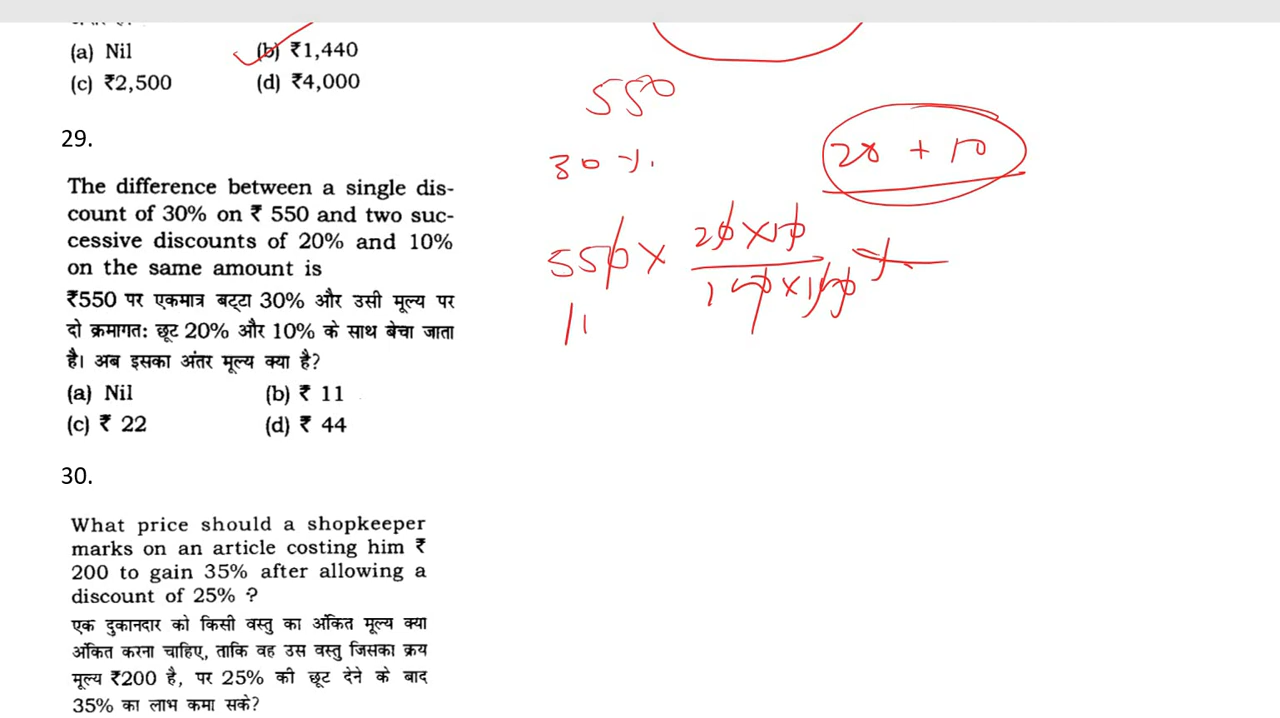 (a) Nil (b) ₹1,440
(c) ₹2,500 (d) ₹4,000
29.
The difference between a single dis-
count of 30% on ₹ 550 and two suc-
cessive discounts of 20% and 10%
on the same amount is
₹550 पर एकमात्र बट्टा 30% और उसी मूल्य पर
दो क्रमागत: छूट 20% और 10% के साथ बेचा जाता
है। अब इसका अंतर मूल्य क्या है?
(a) Nil (b) ₹ 11
(c) ₹ 22 (d) ₹ 44
30.
What price should a shopkeeper
marks on an article costing him ₹
200 to gain 35% after allowing a
discount of 25% ?
एक दुकानदार को किसी वस्तु का अंकित मूल्य क्या
अंकित करना चाहिए, ताकि वह उस वस्तु जिसका क्रय
मूल्य ₹200 है, पर 25% की छूट देने के बाद
35% का लाभ कमा सके?
550
30 %
20 + 10
550 × 20 × 10
100 × 100
11